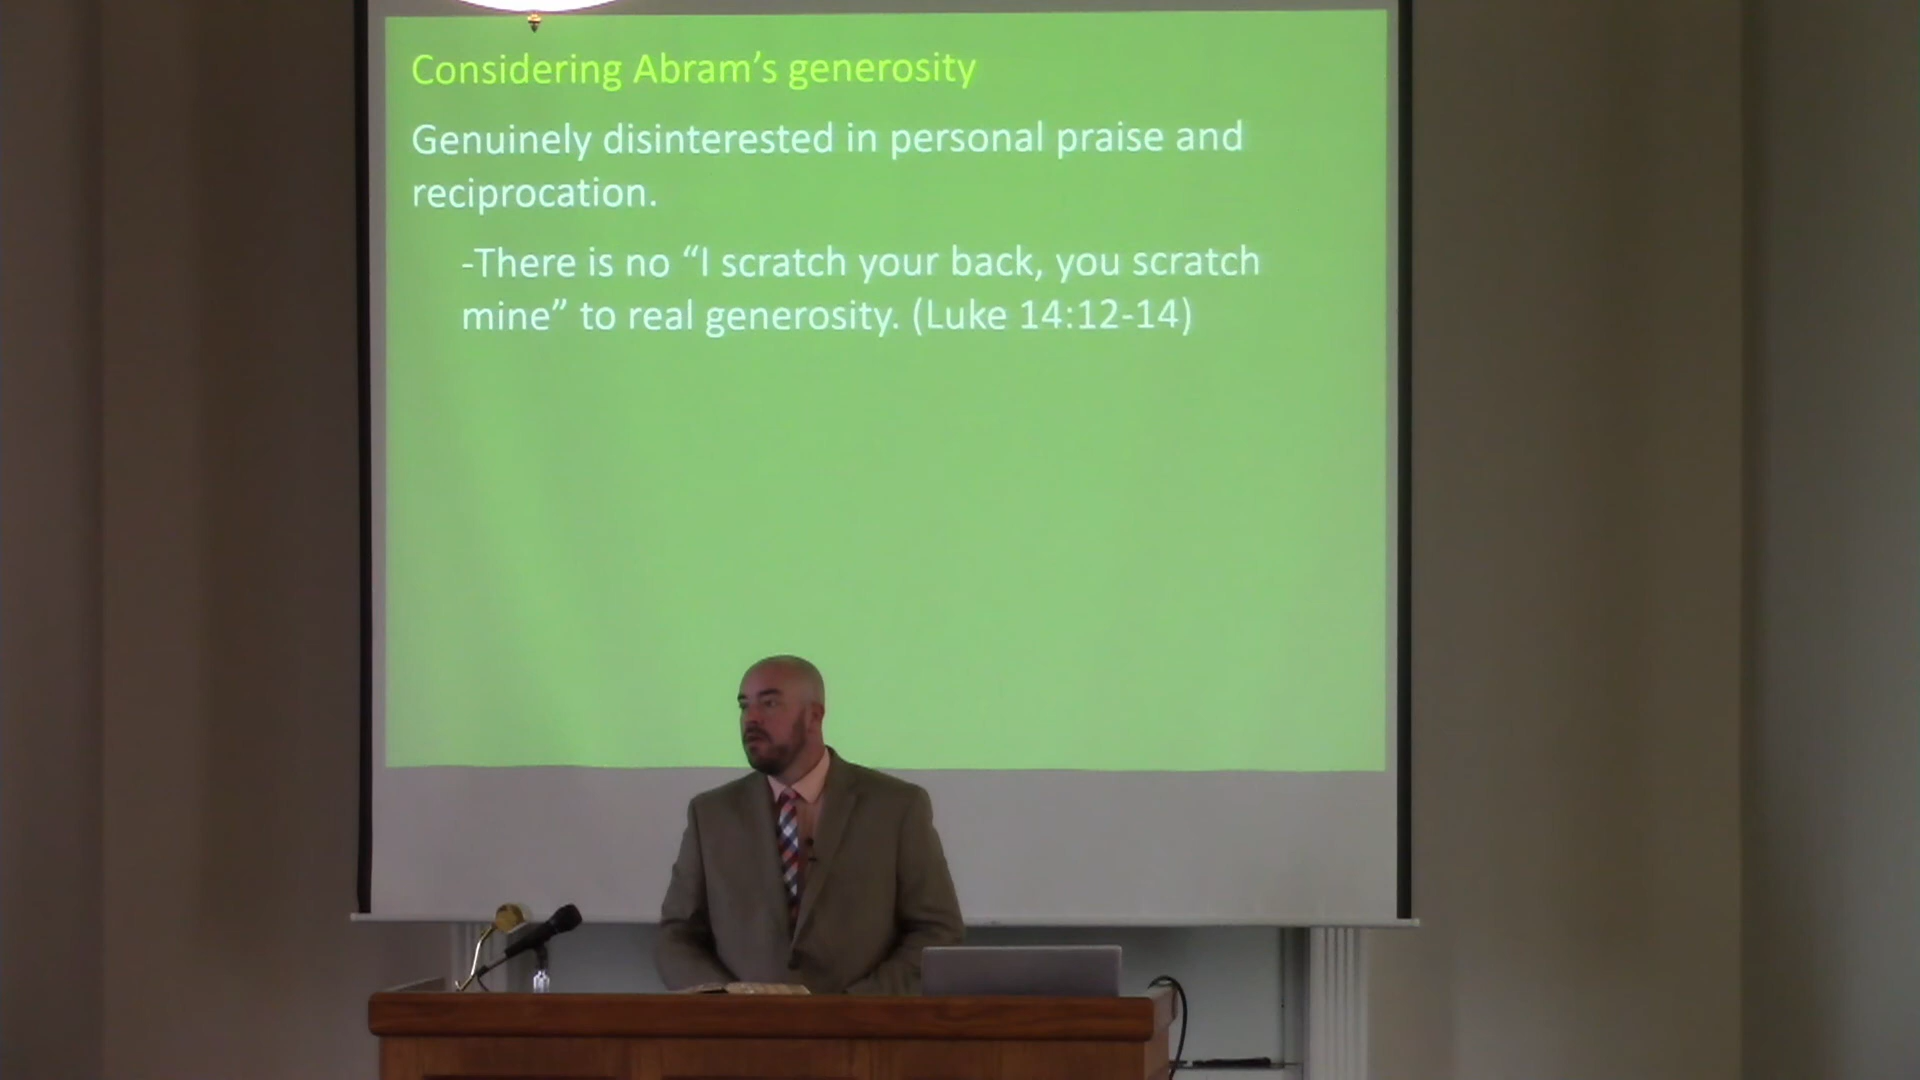 Considering Abram’s generosity
Genuinely disinterested in personal praise and
reciprocation.
-There is no “I scratch your back, you scratch
mine” to real generosity. (Luke 14:12-14)